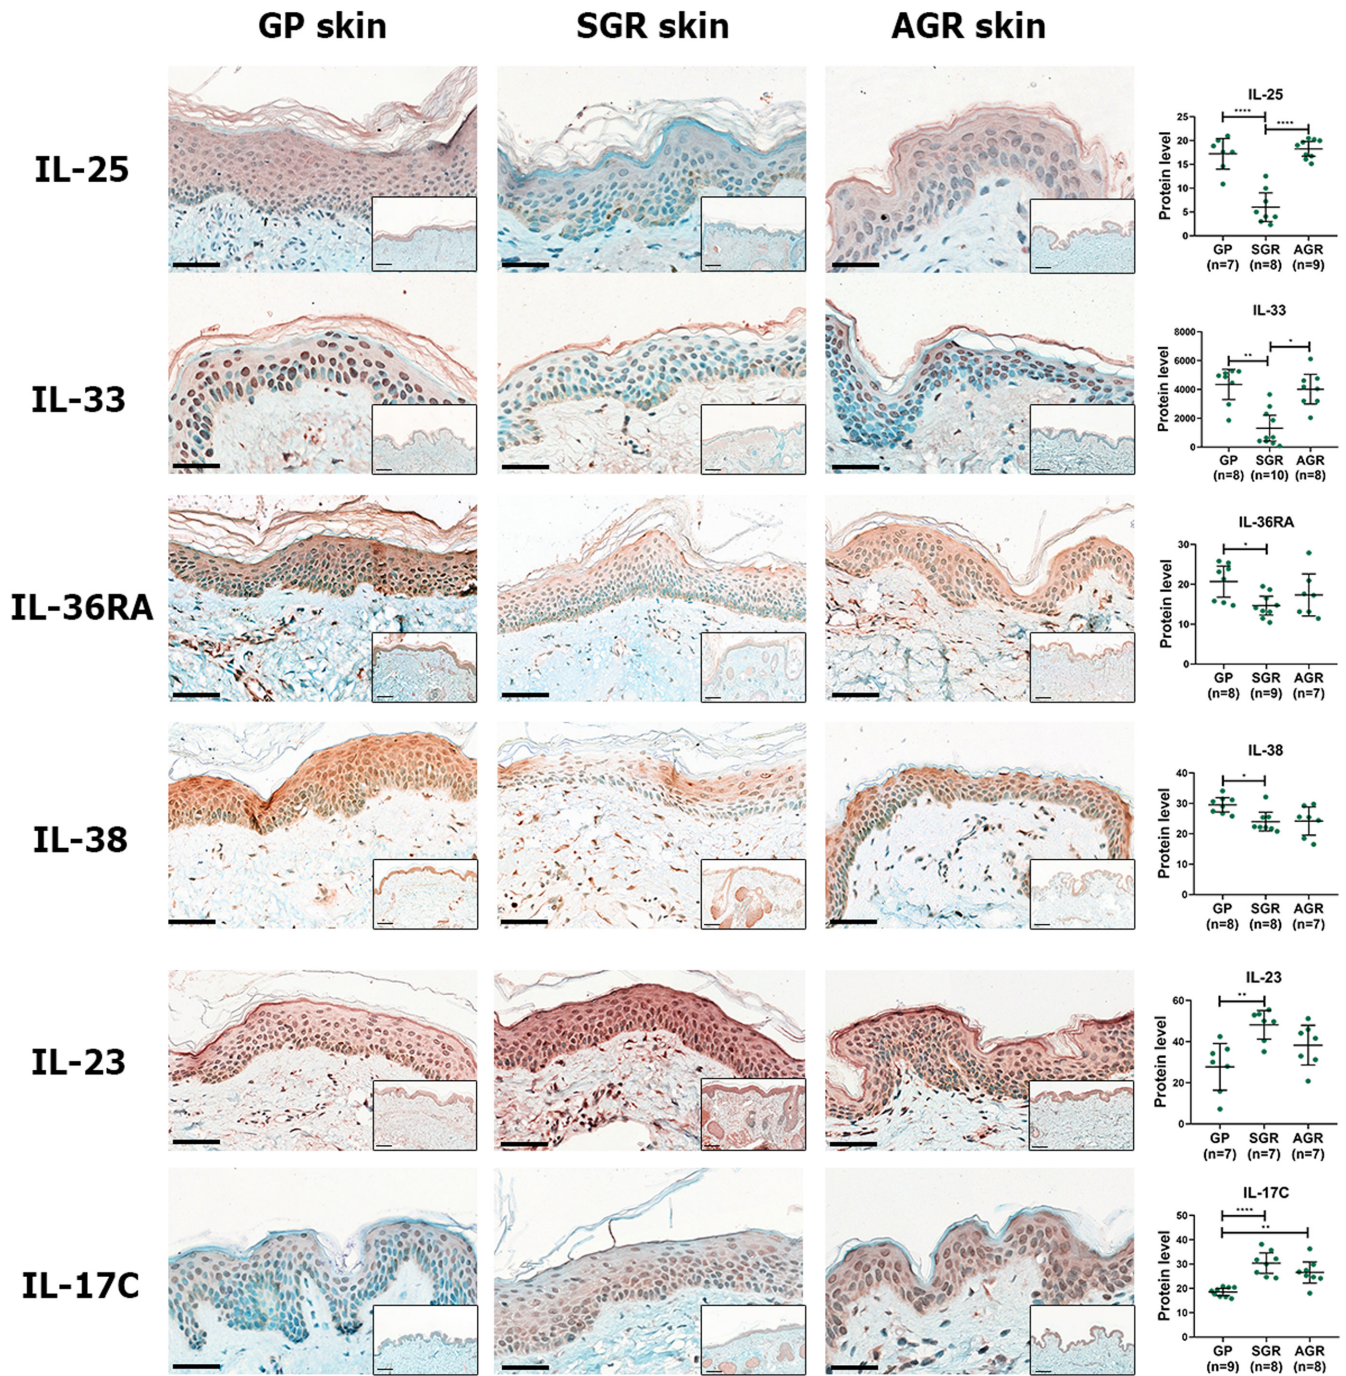 GP skin SGR skin AGR skin
IL-25
IL-25
Protein level
25
20
15
10
5
0
**** ****
GP SGR AGR
(n=7) (n=8) (n=9)
IL-33
IL-33
Protein level
8000
6000
4000
2000
0
** *
GP SGR AGR
(n=8) (n=10) (n=8)
IL-36RA
IL-36RA
Protein level
30
20
10
0
*
GP SGR AGR
(n=8) (n=9) (n=7)
IL-38
IL-38
Protein level
40
30
20
10
0
*
GP SGR AGR
(n=8) (n=8) (n=7)
IL-23
IL-23
Protein level
60
40
20
0
**
GP SGR AGR
(n=7) (n=7) (n=7)
IL-17C
IL-17C
Protein level
50
40
30
20
10
0
****
**
GP SGR AGR
(n=9) (n=8) (n=8)